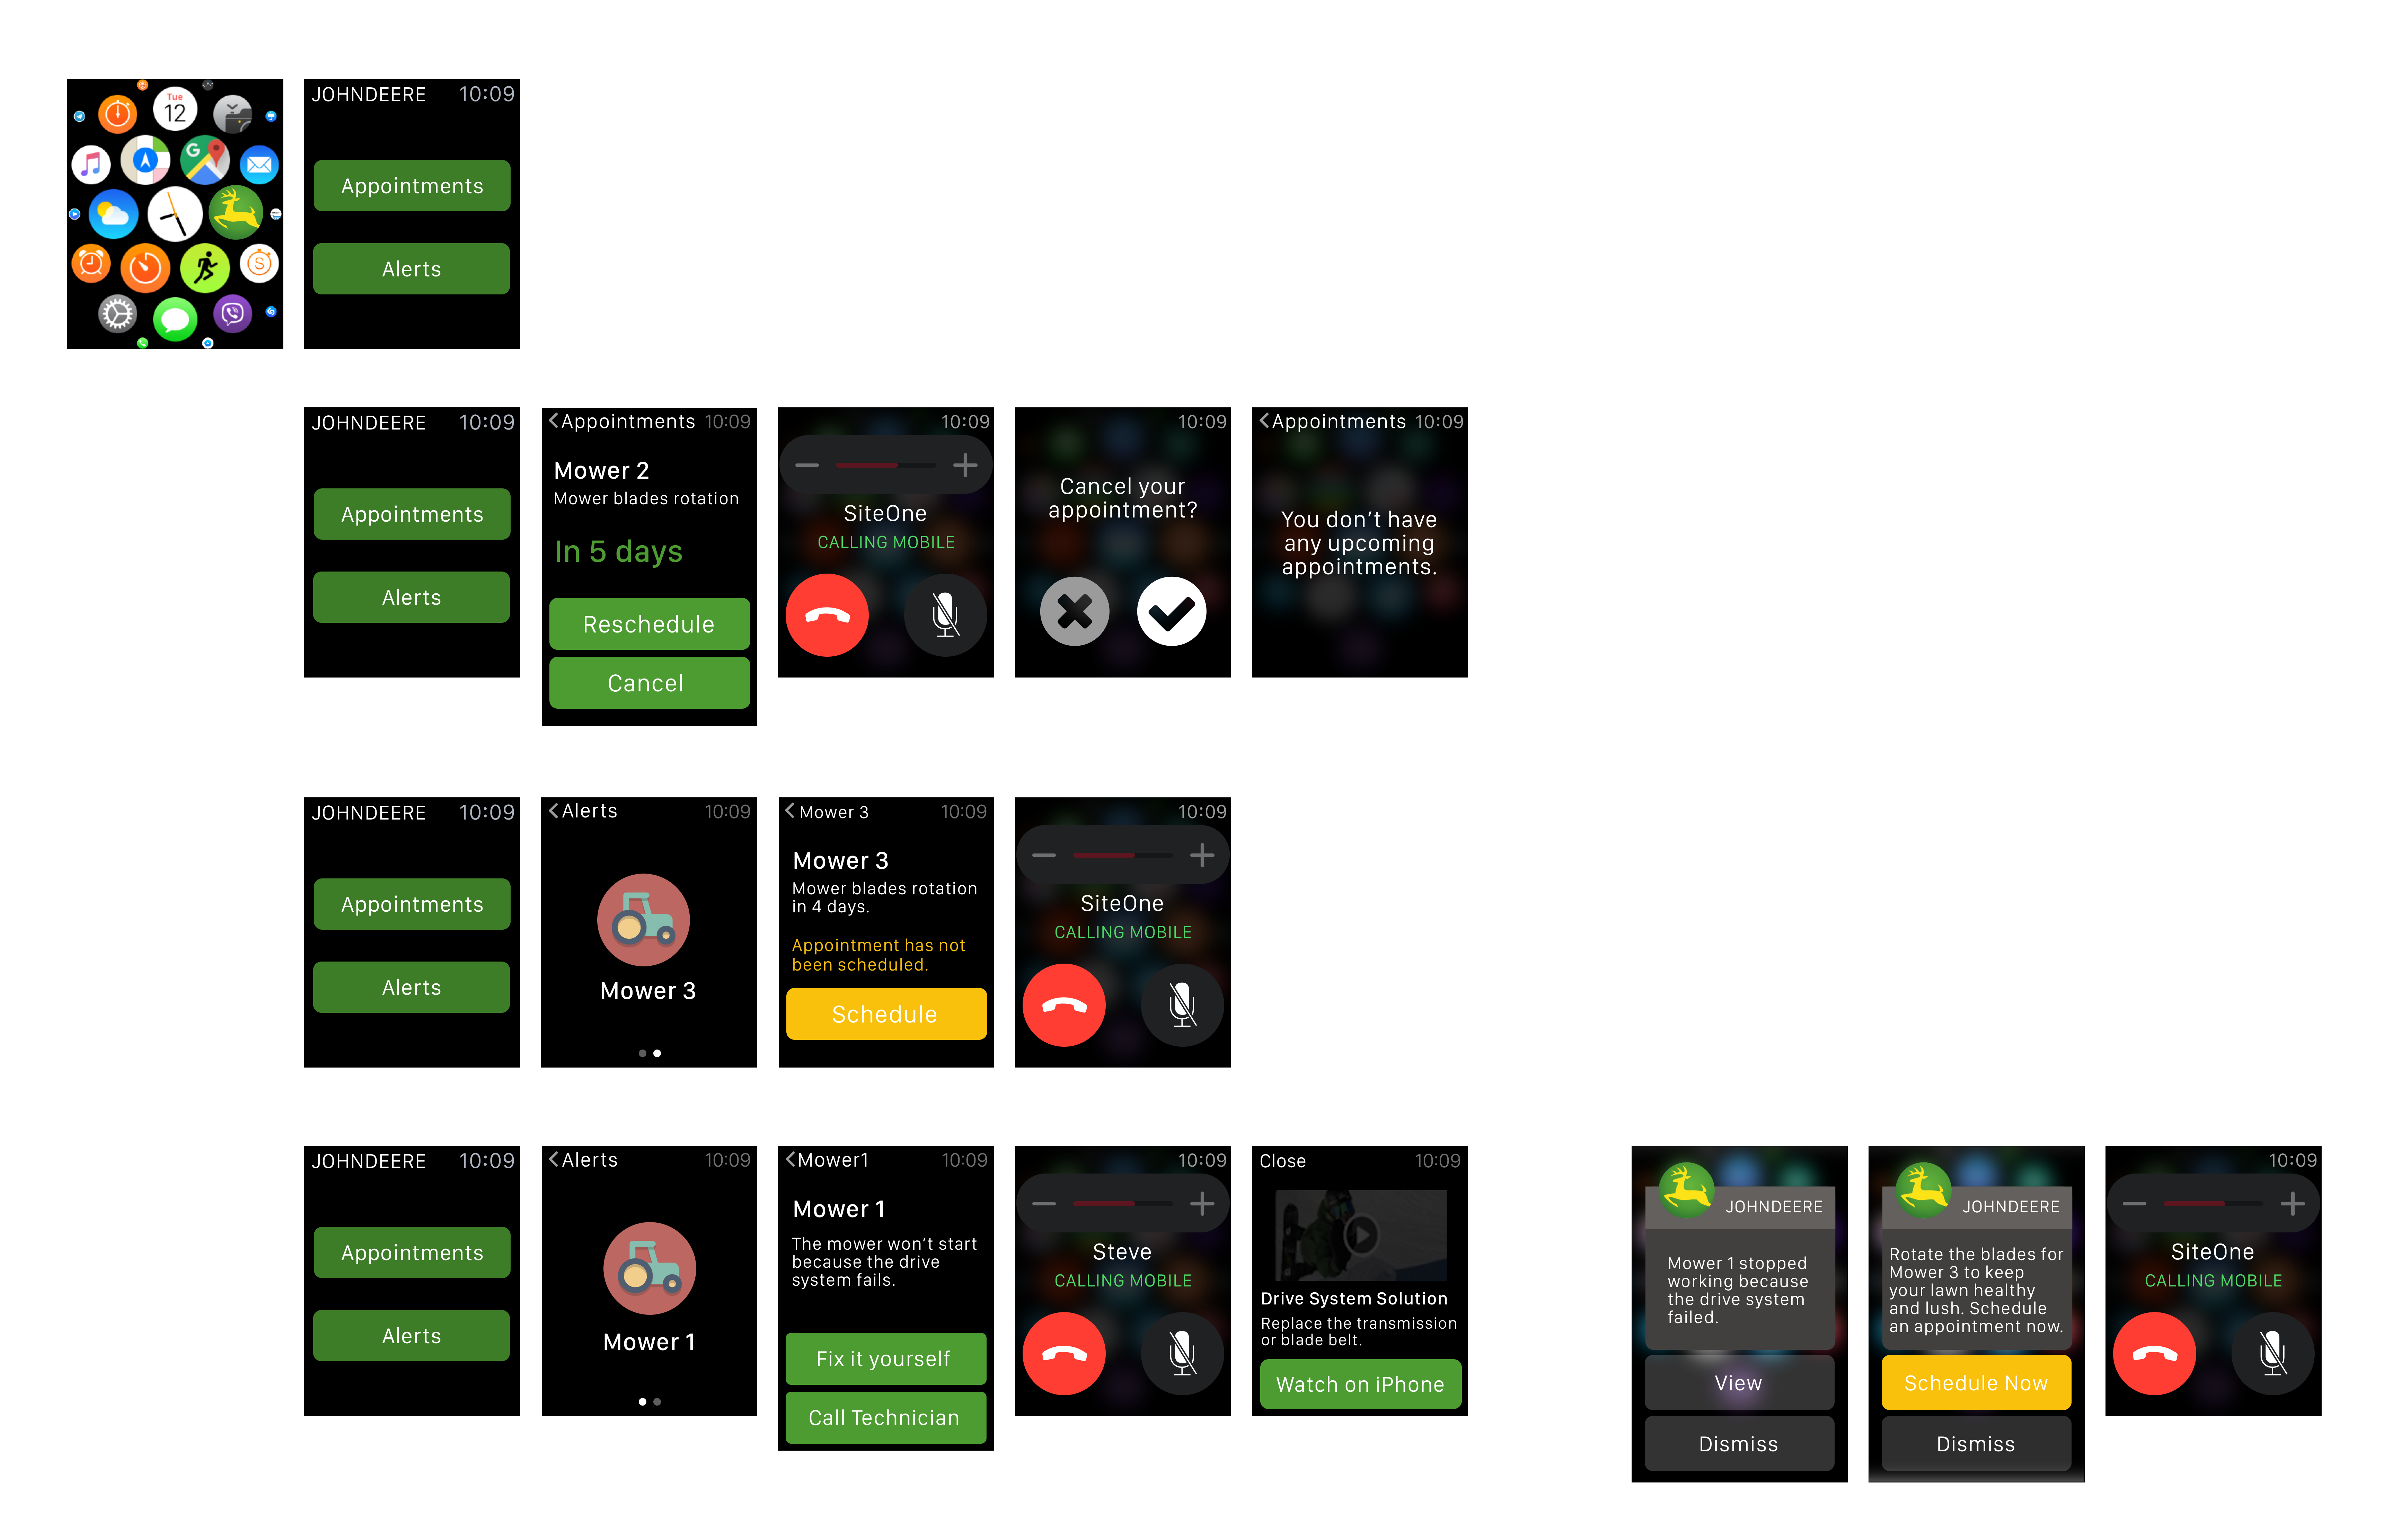 Tue
12
G
S
JOHNDEERE 10:09
Appointments
Alerts
JOHNDEERE 10:09
Appointments
Alerts
Appointments 10:09
Mower 2
Mower blades rotation
In 5 days
Reschedule
Cancel
10:09
SiteOne
CALLING MOBILE
10:09
Cancel your
appointment?
Appointments 10:09
You don’t have
any upcoming
appointments.
JOHNDEERE 10:09
Appointments
Alerts
Alerts 10:09
Mower 3
Mower 3 10:09
Mower 3
Mower blades rotation
in 4 days.
Appointment has not
been scheduled.
Schedule
10:09
SiteOne
CALLING MOBILE
JOHNDEERE 10:09
Appointments
Alerts
Alerts 10:09
Mower 1
Mower1 10:09
Mower 1
The mower won’t start
because the drive
system fails.
Fix it yourself
Call Technician
10:09
Steve
CALLING MOBILE
Close 10:09
Drive System Solution
Replace the transmission
or blade belt.
Watch on iPhone
JOHNDEERE
Mower 1 stopped
working because
the drive system
failed.
View
Dismiss
JOHNDEERE
Rotate the blades for
Mower 3 to keep
your lawn healthy
and lush. Schedule
an appointment now.
Schedule Now
Dismiss
10:09
SiteOne
CALLING MOBILE